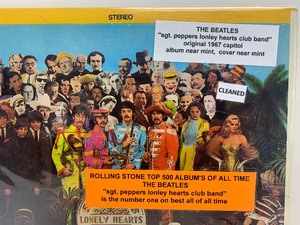 STEREO
THE BEATLES
"sgt. peppers lonley hearts club band"
original 1967 capitol
album near mint, cover near mint
CLEANED
ROLLING STONE TOP 500 ALBUM'S OF ALL TIME
THE BEATLES
"sgt. peppers lonley hearts club band"
is the number one on best all of all time
LONELY HEARTS